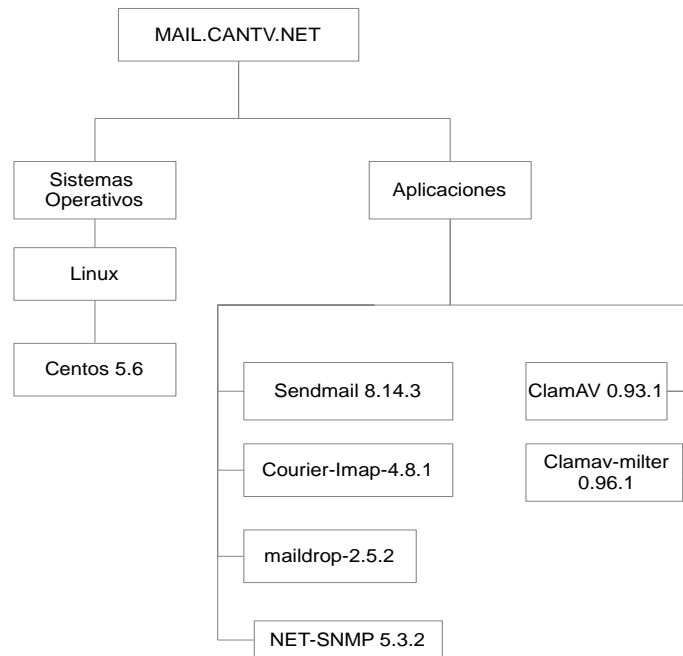 MAIL.CANTV.NET
Sistemas
Operativos
Aplicaciones
Linux
Centos 5.6
Sendmail 8.14.3
ClamAV 0.93.1
Courier-Imap-4.8.1
Clamav-milter
0.96.1
maildrop-2.5.2
NET-SNMP 5.3.2